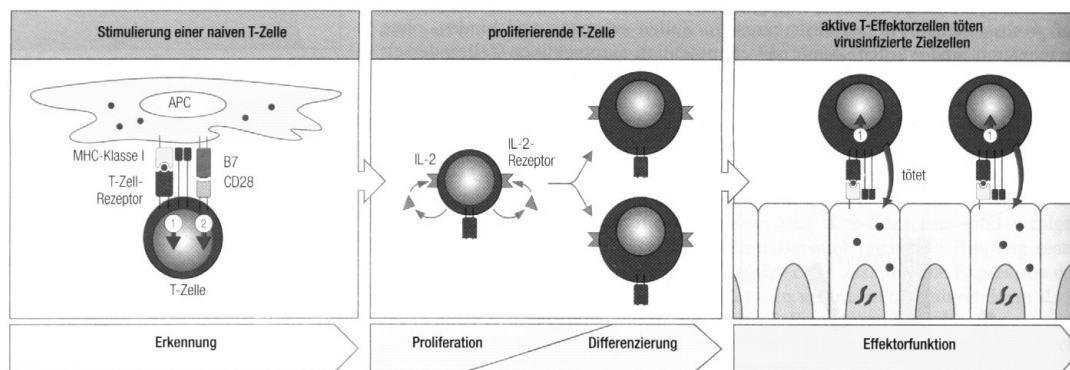 Stimulierung einer naiven T-Zelle
APC
MHC-Klasse I
T-Zell-
Rezeptor
B7
CD28
1
2
T-Zelle
Erkennung
proliferierende T-Zelle
IL-2
IL-2-
Rezeptor
Proliferation
Differenzierung
aktive T-Effektorzellen töten
virusinfizierte Zielzellen
1
1
tötet
Effektorfunktion